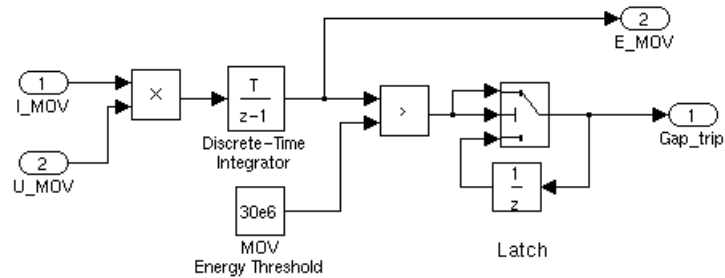 2
E_MOV
1
I_MOV
×
T
z-1
>
1
Gap_trip
Discrete-Time
Integrator
2
U_MOV
30e6
MOV
Energy Threshold
1
z
Latch